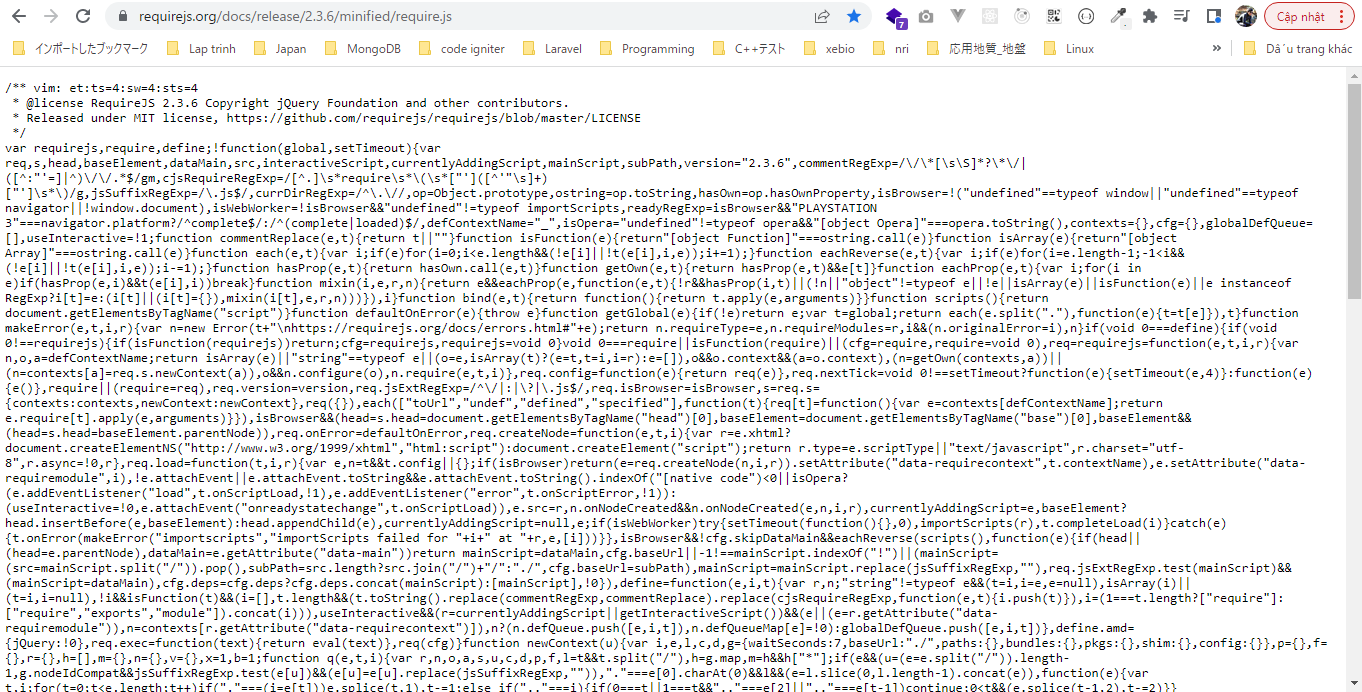 requirejs.org/docs/release/2.3.6/minified/require.js
7
Cập nhật
インポートしたブックマーク Lap trinh Japan MongoDB code igniter Laravel Programming C++テスト xebio nri 応用地質_地盤 Linux » Dấu trang khác
/** vim: et:ts=4:sw=4:sts=4
 * @license RequireJS 2.3.6 Copyright jQuery Foundation and other contributors.
 * Released under MIT license, https://github.com/requirejs/requirejs/blob/master/LICENSE
 */
var requirejs,require,define;!function(global,setTimeout){var
req,s,head,baseElement,dataMain,src,interactiveScript,currentlyAddingScript,mainScript,subPath,version="2.3.6",commentRegExp=/\/\*[\s\S]*?\*\/|
([^:"'=]|^)\/\/.*$/gm,cjsRequireRegExp=/[^.]\s*require\s*\(\s*["']([^'"\s]+)
["']\s*\)/g,jsSuffixRegExp=/\.js$/,currDirRegExp=/^\.\//,op=Object.prototype,ostring=op.toString,hasOwn=op.hasOwnProperty,isBrowser=!("undefined"==typeof window||"undefined"==typeof
navigator||!window.document),isWebWorker=!isBrowser&&"undefined"!=typeof importScripts,readyRegExp=isBrowser&&"PLAYSTATION
3"===navigator.platform?/^complete$/:/^(complete|loaded)$/,defContextName="_",isOpera="undefined"!=typeof opera&&"[object Opera]"===opera.toString(),contexts={},cfg={},globalDefQueue=
[],useInteractive=!1;function commentReplace(e,t){return t||""}function isFunction(e){return"[object Function]"===ostring.call(e)}function isArray(e){return"[object
Array]"===ostring.call(e)}function each(e,t){var i;if(e)for(i=0;i<e.length&&(!e[i]||!t(e[i],i,e));i+=1);}function eachReverse(e,t){var i;if(e)for(i=e.length-1;-1<i&&
(!e[i]||!t(e[i],i,e));i-=1);}function hasProp(e,t){return hasOwn.call(e,t)}function getOwn(e,t){return hasProp(e,t)&&e[t]}function eachProp(e,t){var i;for(i in
e)if(hasProp(e,i)&&t(e[i],i))break}function mixin(i,e,r,n){return e&&eachProp(e,function(e,t){!r&&hasProp(i,t)||(!n||"object"!=typeof e||!e||isArray(e)||isFunction(e)||e instanceof
RegExp?i[t]=e:(i[t]||(i[t]={}),mixin(i[t],e,r,n)))}),i}function bind(e,t){return function(){return t.apply(e,arguments)}}function scripts(){return
document.getElementsByTagName("script")}function defaultOnError(e){throw e}function getGlobal(e){if(!e)return e;var t=global;return each(e.split("."),function(e){t=t[e]}),t}function
makeError(e,t,i,r){var n=new Error(t+"\nhttps://requirejs.org/docs/errors.html#"+e);return n.requireType=e,n.requireModules=r,i&&(n.originalError=i),n}if(void 0===define){if(void
0!==requirejs){if(isFunction(requirejs))return;cfg=requirejs,requirejs=void 0}void 0===require||isFunction(require)||(cfg=require,require=void 0),req=requirejs=function(e,t,i,r){var
n,o,a=defContextName;return isArray(e)||"string"==typeof e||(o=e,isArray(t)?(e=t,t=i,i=r):e=[]),o&&o.context&&(a=o.context),(n=getOwn(contexts,a))||
(n=contexts[a]=req.s.newContext(a)),o&&n.configure(o),n.require(e,t,i)},req.config=function(e){return req(e)},req.nextTick=void 0!==setTimeout?function(e){setTimeout(e,4)}:function(e)
{e()},require||(require=req),req.version=version,req.jsExtRegExp=/^\/|:|\?|\.js$/,req.isBrowser=isBrowser,s=req.s=
{contexts:contexts,newContext:newContext},req({}),each(["toUrl","undef","defined","specified"],function(t){req[t]=function(){var e=contexts[defContextName];return
e.require[t].apply(e,arguments)}}),isBrowser&&(head=s.head=document.getElementsByTagName("head")[0],baseElement=document.getElementsByTagName("base")[0],baseElement&&
(head=s.head=baseElement.parentNode)),req.onError=defaultOnError,req.createNode=function(e,t,i){var r=e.xhtml?
document.createElementNS("http://www.w3.org/1999/xhtml","html:script"):document.createElement("script");return r.type=e.scriptType||"text/javascript",r.charset="utf-
8",r.async=!0,r},req.load=function(t,i,r){var e,n=t&&t.config||{};if(isBrowser)return(e=req.createNode(n,i,r)).setAttribute("data-requirecontext",t.contextName),e.setAttribute("data-
requiremodule",i),!e.attachEvent||e.attachEvent.toString&&e.attachEvent.toString().indexOf("[native code")<0||isOpera?
(e.addEventListener("load",t.onScriptLoad,!1),e.addEventListener("error",t.onScriptError,!1)):
(useInteractive=!0,e.attachEvent("onreadystatechange",t.onScriptLoad)),e.src=r,n.onNodeCreated&&n.onNodeCreated(e,n,i,r),currentlyAddingScript=e,baseElement?
head.insertBefore(e,baseElement):head.appendChild(e),currentlyAddingScript=null,e;if(isWebWorker)try{setTimeout(function(){},0),importScripts(r),t.completeLoad(i)}catch(e)
{t.onError(makeError("importscripts","importScripts failed for "+i+" at "+r,e,[i]))}},isBrowser&&!cfg.skipDataMain&&eachReverse(scripts(),function(e){if(head||
(head=e.parentNode),dataMain=e.getAttribute("data-main"))return mainScript=dataMain,cfg.baseUrl||-1!==mainScript.indexOf("!")||(mainScript=
(src=mainScript.split("/")).pop(),subPath=src.length?src.join("/")+"/":"./",cfg.baseUrl=subPath),mainScript=mainScript.replace(jsSuffixRegExp,""),req.jsExtRegExp.test(mainScript)&&
(mainScript=dataMain),cfg.deps=cfg.deps?cfg.deps.concat(mainScript):[mainScript],!0}),define=function(e,i,t){var r,n;"string"!=typeof e&&(t=i,i=e,e=null),isArray(i)||
(t=i,i=null),!i&&isFunction(t)&&(i=[],t.length&&(t.toString().replace(commentRegExp,commentReplace).replace(cjsRequireRegExp,function(e,t){i.push(t)}),i=(1===t.length?["require"]:
["require","exports","module"]).concat(i))),useInteractive&&(r=currentlyAddingScript||getInteractiveScript())&&(e||(e=r.getAttribute("data-
requiremodule")),n=contexts[r.getAttribute("data-requirecontext")]),n?(n.defQueue.push([e,i,t]),n.defQueueMap[e]=!0):globalDefQueue.push([e,i,t])},define.amd=
{jQuery:!0},req.exec=function(text){return eval(text)},req(cfg)}function newContext(u){var i,e,l,c,d,g={waitSeconds:7,baseUrl:"./",paths:{},bundles:{},pkgs:{},shim:{},config:{}},p={},f=
{},r={},h=[],m={},n={},v={},x=1,b=1;function q(e,t,i){var r,n,o,a,s,u,c,d,p,f,l=t&&t.split("/"),h=g.map,m=h&&h["*"];if(e&&(u=(e=e.split("/")).length-
1,g.nodeIdCompat&&jsSuffixRegExp.test(e[u])&&(e[u]=e[u].replace(jsSuffixRegExp,"")),"."===e[0].charAt(0)&&l&&(e=l.slice(0,l.length-1).concat(e)),function(e){var
t,i;for(t=0;t<e.length;t++)if("."===(i=e[t]))e.splice(t,1),t-=1;else if(".."===i){if(0===t||1===t&&".."===e[2]||".."===e[t-1])continue;0<t&&(e.splice(t-1,2),t-=2)}}